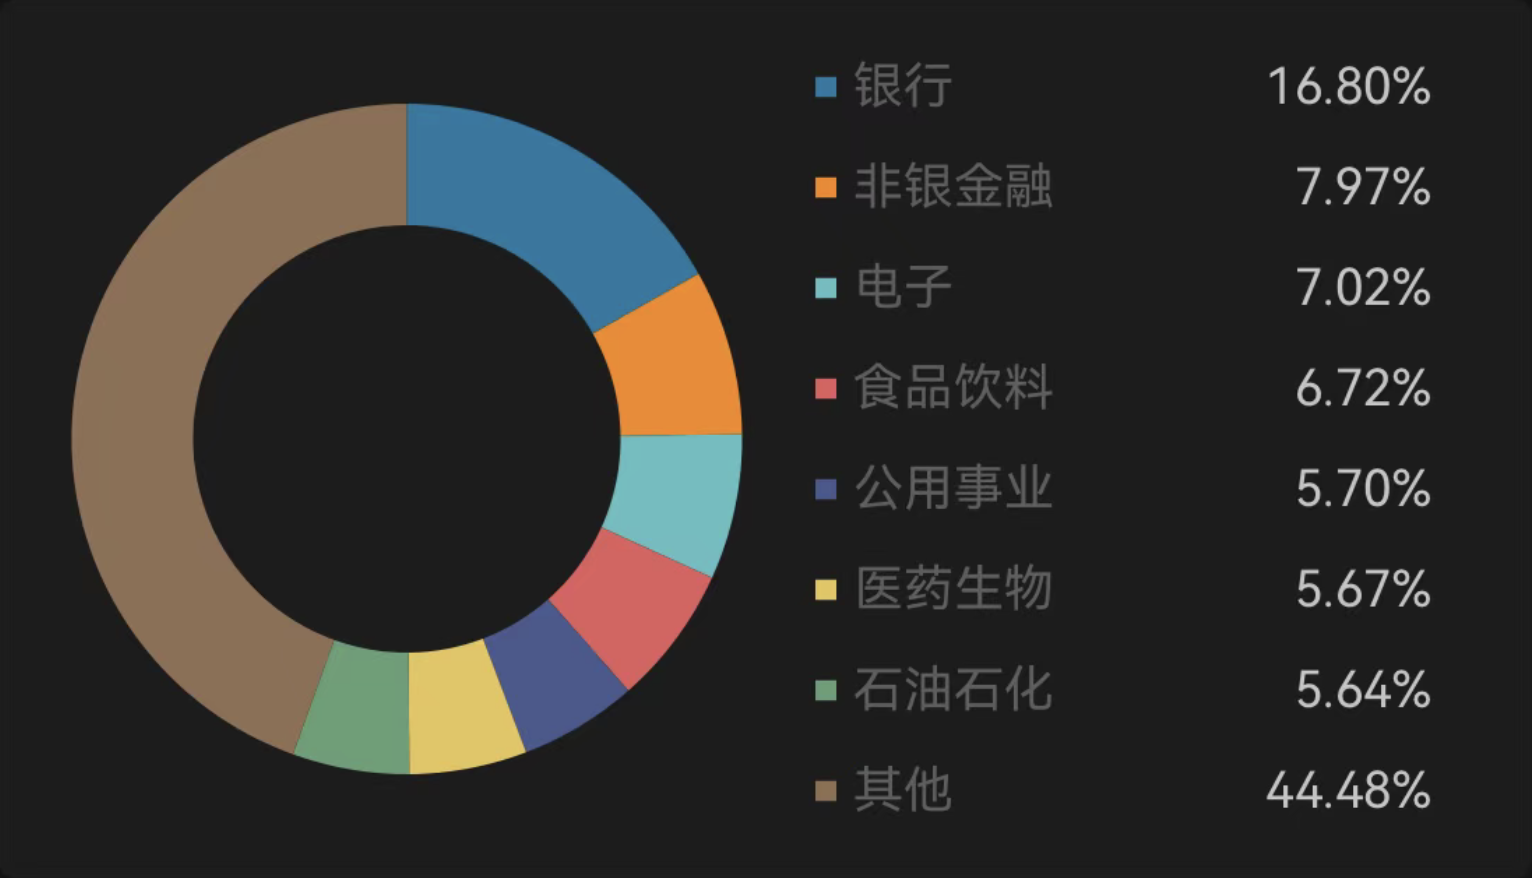 银行 16.80%
非银金融 7.97%
电子 7.02%
食品饮料 6.72%
公用事业 5.70%
医药生物 5.67%
石油石化 5.64%
其他 44.48%